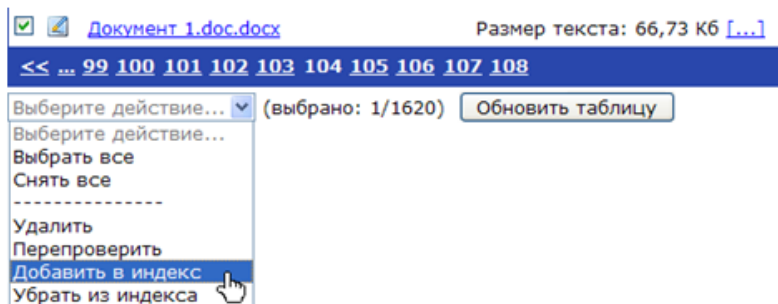 Документ 1.doc.docx Размер текста: 66,73 Кб [...]
<< ... 99 100 101 102 103 104 105 106 107 108
Выберите действие... (выбрано: 1/1620) Обновить таблицу
Выберите действие...
Выбрать все
Снять все
---------------
Удалить
Перепроверить
Добавить в индекс
Убрать из индекса